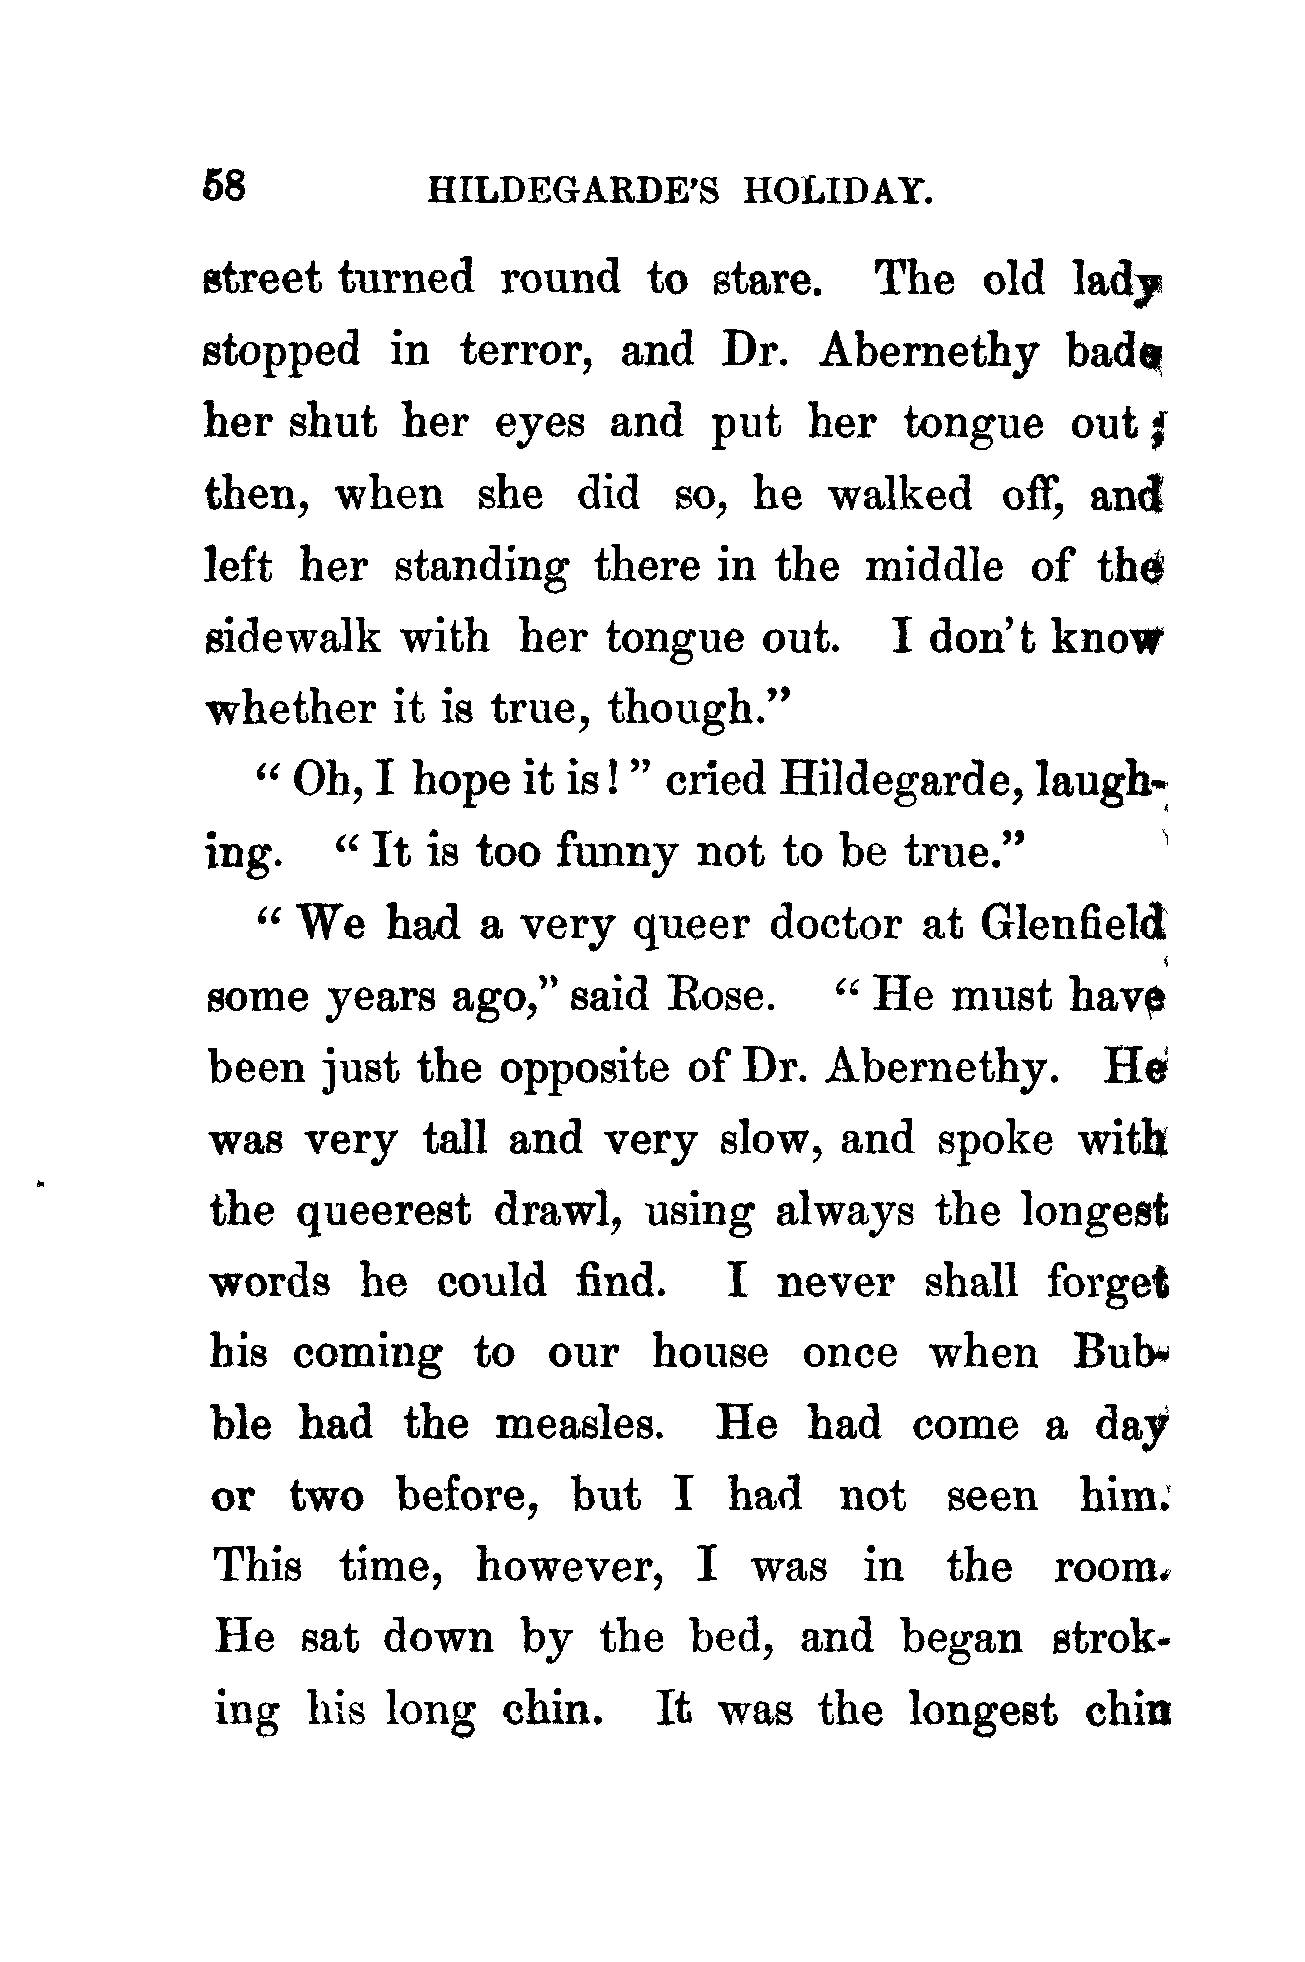 58 HILDEGARDE'S HOLIDAY.
street turned round to stare. The old lady
stopped in terror, and Dr. Abernethy bade
her shut her eyes and put her tongue out;
then, when she did so, he walked off, and
left her standing there in the middle of the
sidewalk with her tongue out. I don't know
whether it is true, though."
"Oh, I hope it is!" cried Hildegarde, laugh-
ing. "It is too funny not to be true."
"We had a very queer doctor at Glenfield
some years ago," said Rose. "He must have
been just the opposite of Dr. Abernethy. He
was very tall and very slow, and spoke with
the queerest drawl, using always the longest
words he could find. I never shall forget
his coming to our house once when Bub-
ble had the measles. He had come a day
or two before, but I had not seen him.
This time, however, I was in the room.
He sat down by the bed, and began strok-
ing his long chin. It was the longest chin